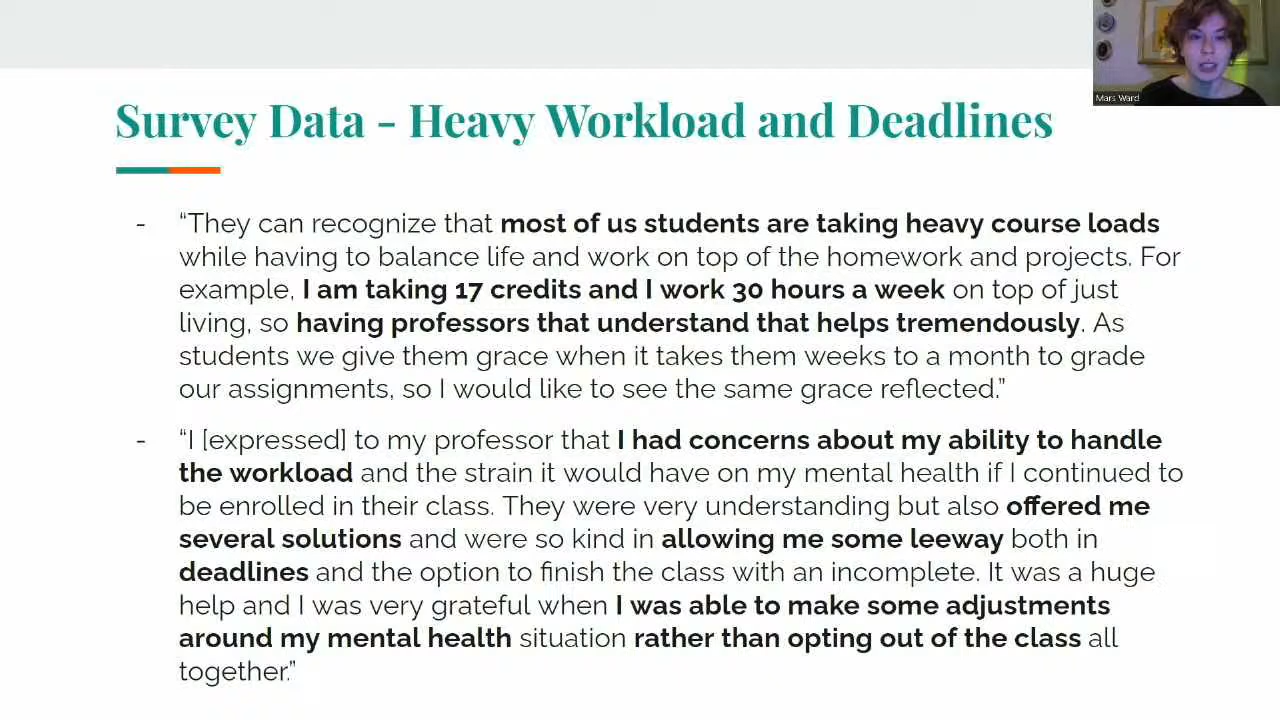 Mars Ward
Survey Data - Heavy Workload and Deadlines
- “They can recognize that most of us students are taking heavy course loads
while having to balance life and work on top of the homework and projects. For
example, I am taking 17 credits and I work 30 hours a week on top of just
living, so having professors that understand that helps tremendously. As
students we give them grace when it takes them weeks to a month to grade
our assignments, so I would like to see the same grace reflected.”
- “I [expressed] to my professor that I had concerns about my ability to handle
the workload and the strain it would have on my mental health if I continued to
be enrolled in their class. They were very understanding but also offered me
several solutions and were so kind in allowing me some leeway both in
deadlines and the option to finish the class with an incomplete. It was a huge
help and I was very grateful when I was able to make some adjustments
around my mental health situation rather than opting out of the class all
together.”